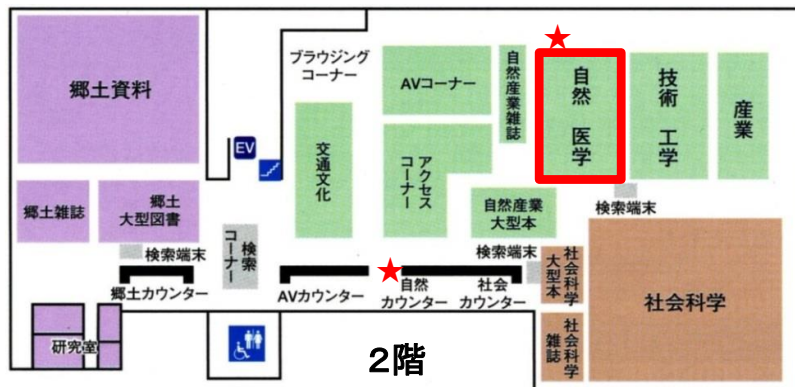 郷土資料
ブラウジング
コーナー
AVコーナー
自然産業雑誌
自然 医学
技術 工学
産業
EV
交通文化
アクセス
コーナー
郷土雑誌
郷土
大型図書
自然産業
大型本
検索端末
検索
コーナー
検索端末
検索端末
社会科学
大型本
社会科学
郷土カウンター
AVカウンター
自然
カウンター
社会
カウンター
社会科学
雑誌
研究室
2階